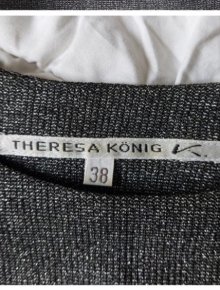 THERESA KÖNIG K.
38